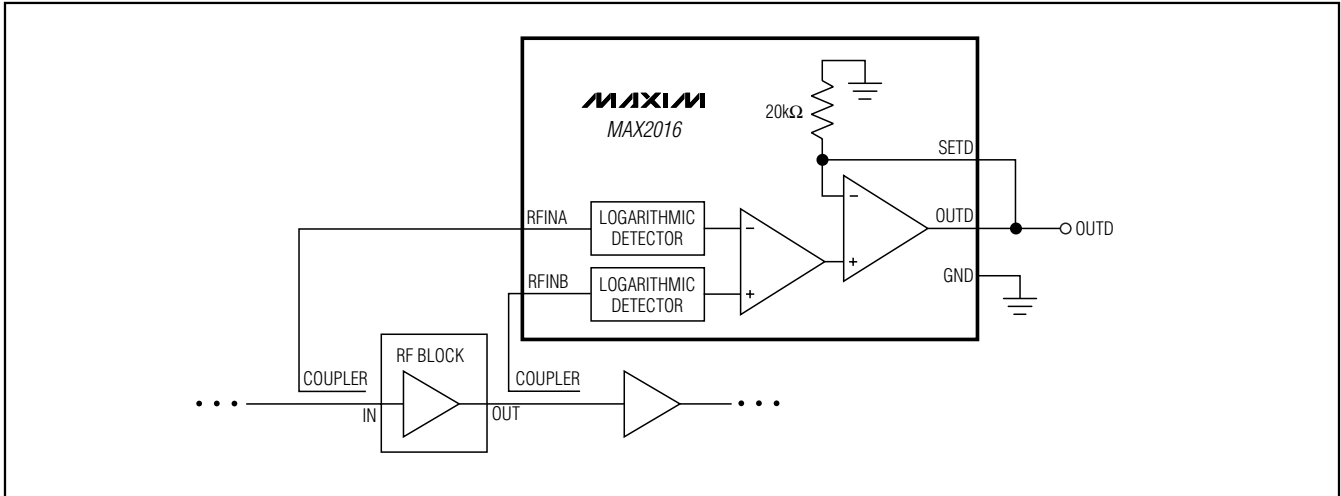 MAXIM
MAX2016
20kΩ
SETD
RFINA
LOGARITHMIC
DETECTOR
−
−
OUTD
OUTD
+
RFINB
LOGARITHMIC
DETECTOR
+
GND
RF BLOCK
COUPLER
COUPLER
IN
OUT